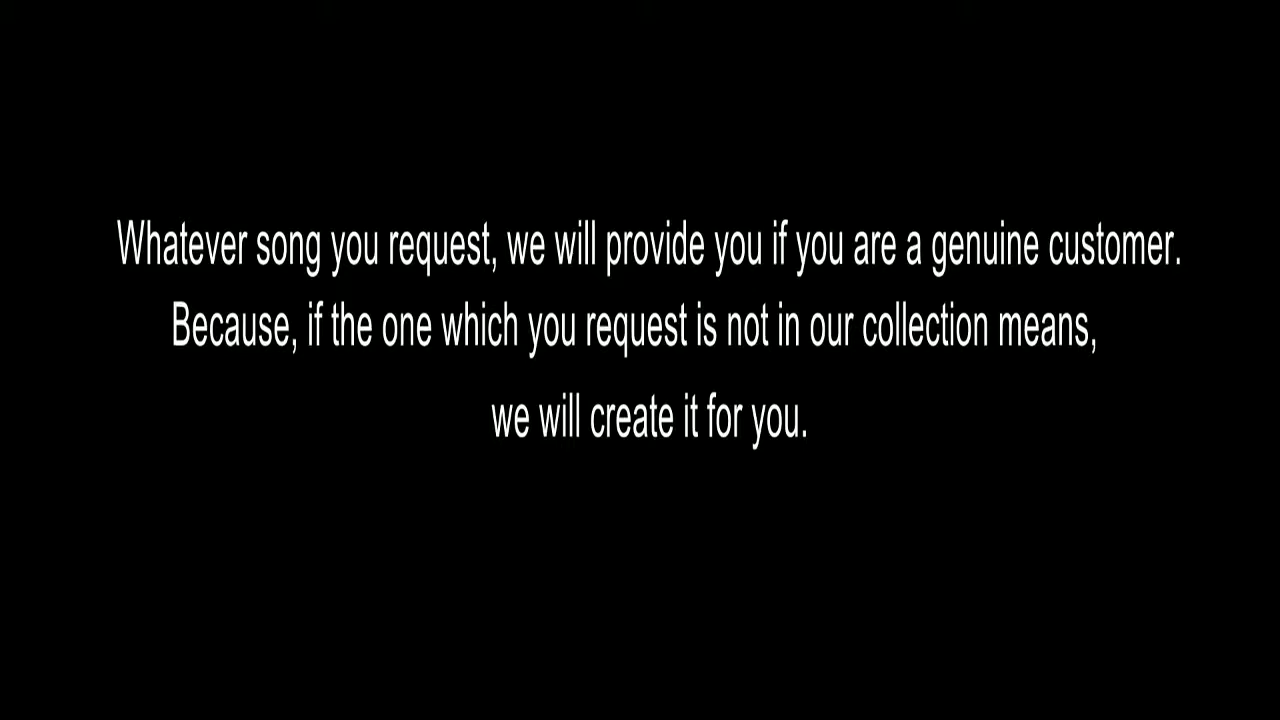 Whatever song you request, we will provide you if you are a genuine customer.
Because, if the one which you request is not in our collection means,
we will create it for you.